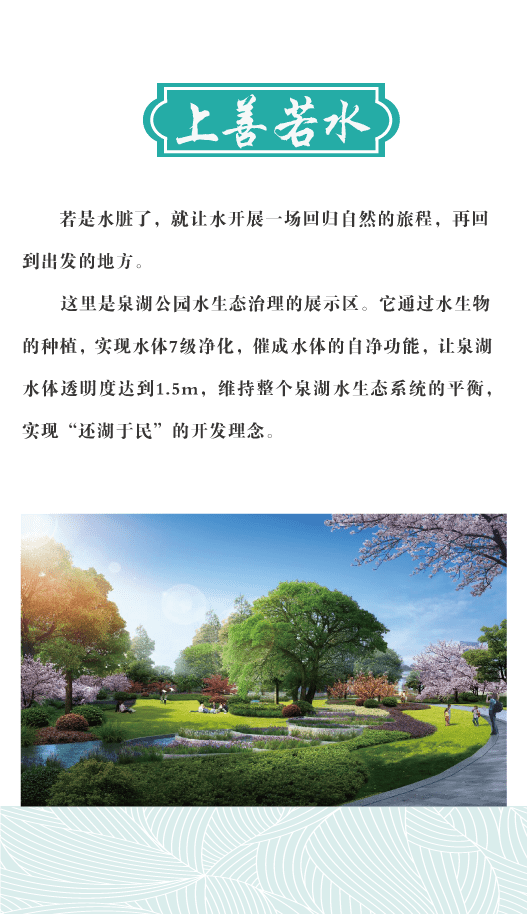 上善若水
若是水脏了，就让水开展一场回归自然的旅程，再回
到出发的地方。
这里是泉湖公园水生态治理的展示区。它通过水生物
的种植，实现水体7级净化，催成水体的自净功能，让泉湖
水体透明度达到1.5m，维持整个泉湖水生态系统的平衡，
实现“还湖于民”的开发理念。